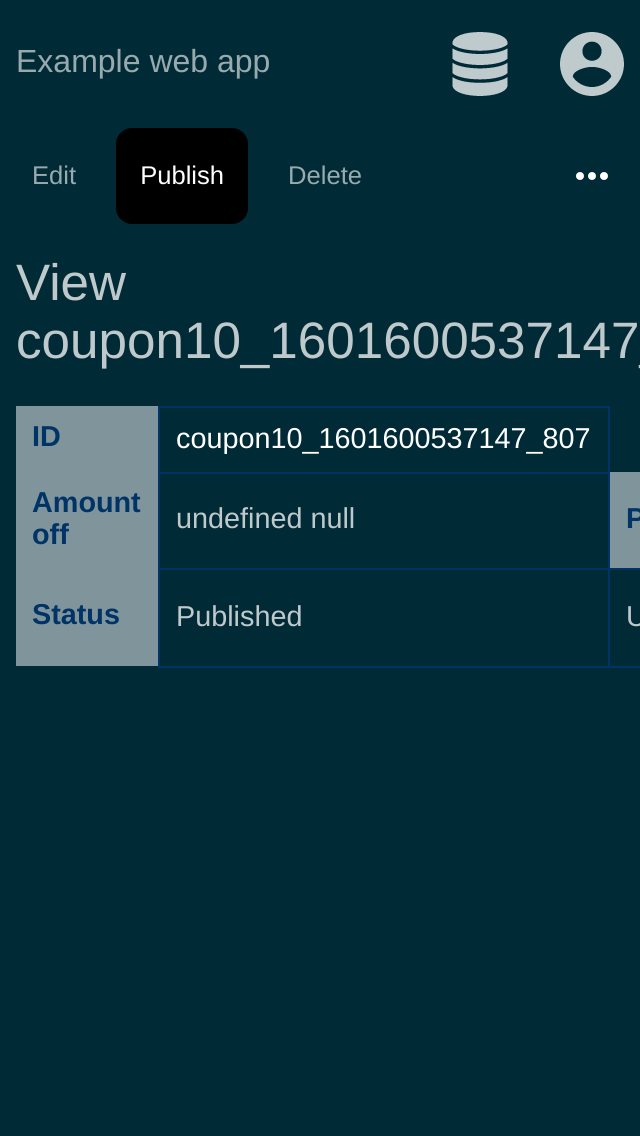 Example web app
Edit Publish Delete
View
coupon10_1601600537147_
ID coupon10_1601600537147_807
Amount
off
undefined null P
Status Published U